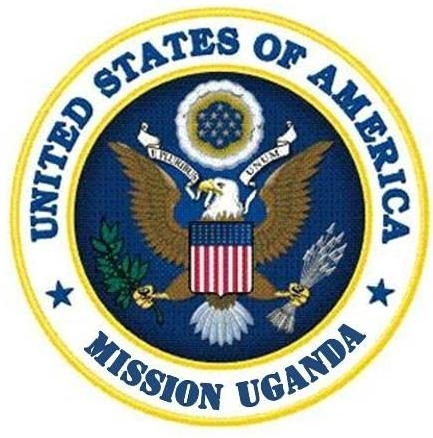 UNITED STATES OF AMERICA
E PLURIBUS UNUM
MISSION UGANDA